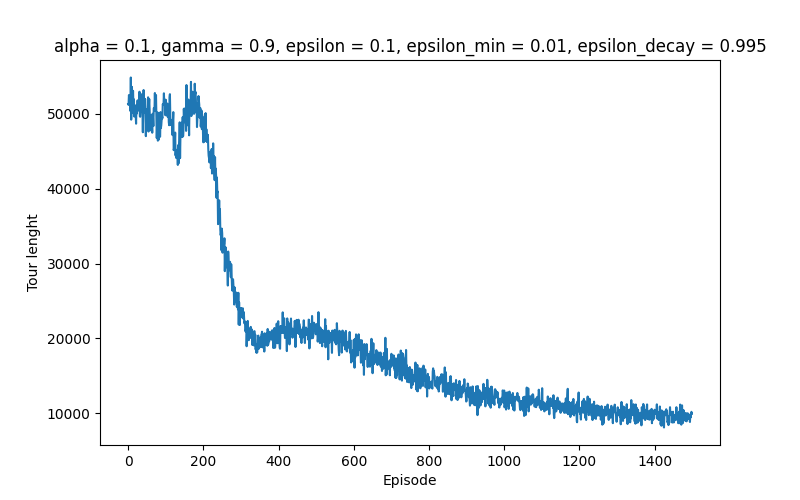 alpha = 0.1, gamma = 0.9, epsilon = 0.1, epsilon_min = 0.01, epsilon_decay = 0.995
50000
40000
30000
20000
10000
Tour lenght
0 200 400 600 800 1000 1200 1400
Episode